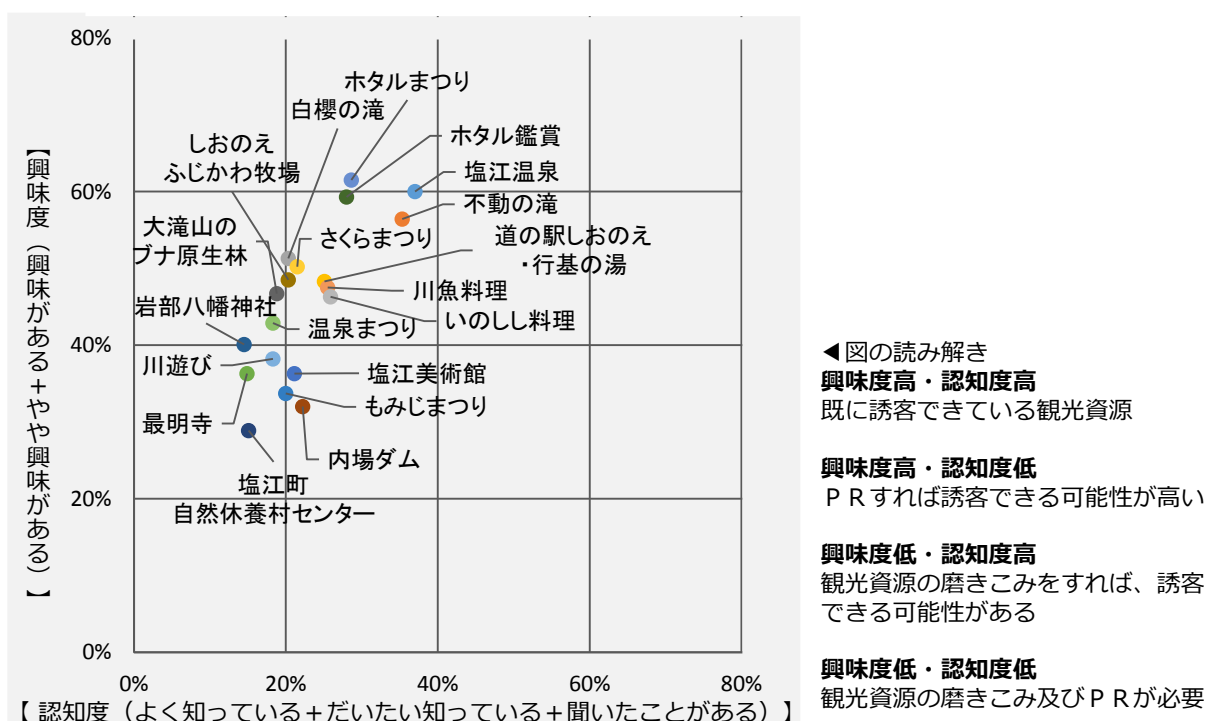 80%
60%
40%
20%
0%
0%
20%
40%
60%
80%
【興味度（興味がある+やや興味がある）】
【 認知度（よく知っている+だいたい知っている+聞いたことがある）】
ホタルまつり
白櫻の滝
しおのえ
ふじかわ牧場
ホタル鑑賞
塩江温泉
不動の滝
大滝山の
ブナ原生林
さくらまつり
道の駅しおのえ
・行基の湯
川魚料理
いのしし料理
岩部八幡神社
温泉まつり
川遊び
塩江美術館
もみじまつり
最明寺
内場ダム
塩江町
自然休養村センター
◀図の読み解き
興味度高・認知度高
既に誘客できている観光資源
興味度高・認知度低
ＰＲすれば誘客できる可能性が高い
興味度低・認知度高
観光資源の磨きこみをすれば、誘客
できる可能性がある
興味度低・認知度低
観光資源の磨きこみ及びＰＲが必要